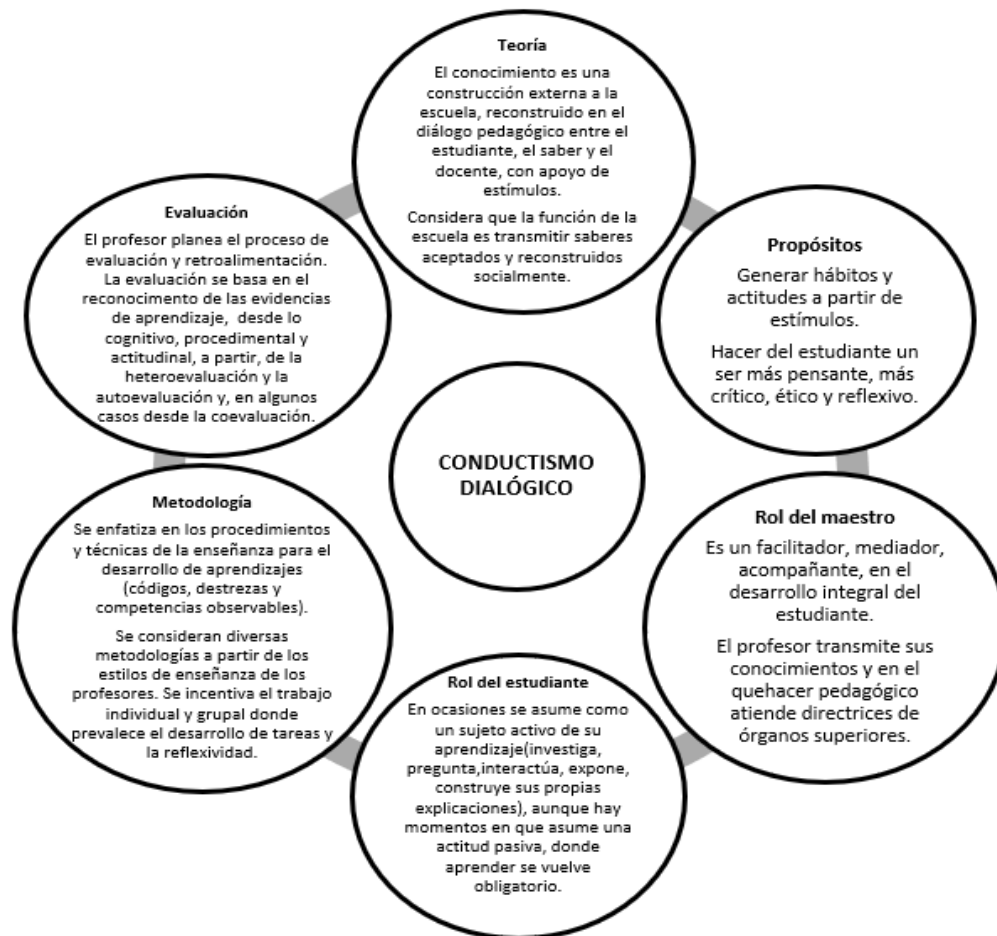 Teoría
El conocimiento es una
construcción externa a la
escuela, reconstruido en el
diálogo pedagógico entre el
estudiante, el saber y el
docente, con apoyo de
estímulos.
Considera que la función de la
escuela es transmitir saberes
aceptados y reconstruidos
socialmente.
Propósitos
Generar hábitos y
actitudes a partir de
estímulos.
Hacer del estudiante un
ser más pensante, más
crítico, ético y reflexivo.
Rol del maestro
Es un facilitador, mediador,
acompañante, en el
desarrollo integral del
estudiante.
El profesor transmite sus
conocimientos y en el
quehacer pedagógico
atiende directrices de
órganos superiores.
Rol del estudiante
En ocasiones se asume como
un sujeto activo de su
aprendizaje(investiga,
pregunta,interactúa, expone,
construye sus propias
explicaciones), aunque hay
momentos en que asume una
actitud pasiva, donde
aprender se vuelve
obligatorio.
Metodología
Se enfatiza en los procedimientos
y técnicas de la enseñanza para el
desarrollo de aprendizajes
(códigos, destrezas y
competencias observables).
Se consideran diversas
metodologías a partir de los
estilos de enseñanza de los
profesores. Se incentiva el trabajo
individual y grupal donde
prevalece el desarrollo de tareas y
la reflexividad.
Evaluación
El profesor planea el proceso de
evaluación y retroalimentación.
La evaluación se basa en el
reconocimiento de las evidencias
de aprendizaje, desde lo
cognitivo, procedimental y
actitudinal, a partir, de la
heteroevaluación y la
autoevaluación y, en algunos
casos desde la coevaluación.
CONDUCTISMO
DIALÓGICO